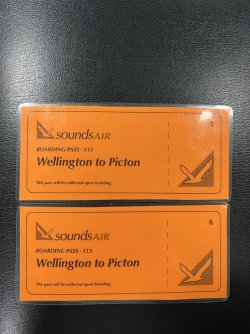 soundsAIR
5
BOARDING PASS - 113
Wellington to Picton
This pass will be collected upon boarding
soundsAIR
6
BOARDING PASS - 113
Wellington to Picton
This pass will be collected upon boarding